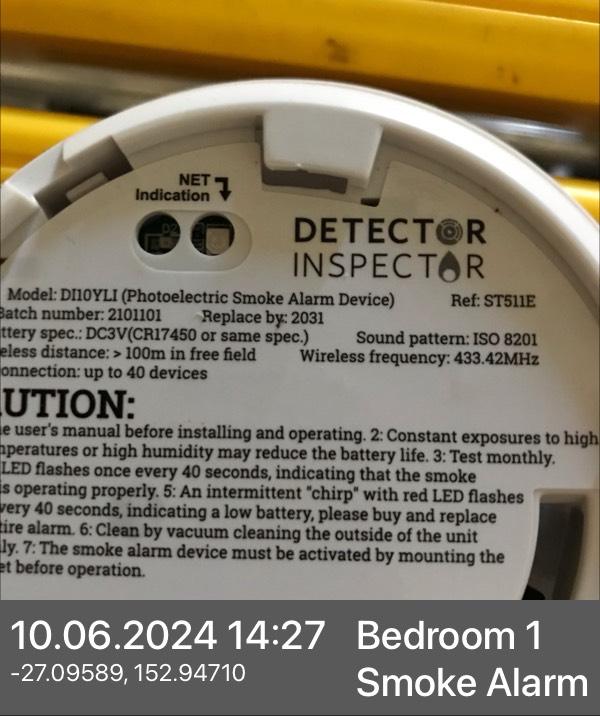 NET
Indication
DETECTOR
INSPECTOR
Model: DI10YLI (Photoelectric Smoke Alarm Device) Ref: ST511E
Batch number: 2101101 Replace by: 2031
ttery spec.: DC3V(CR17450 or same spec.) Sound pattern: ISO 8201
eless distance: > 100m in free field Wireless frequency: 433.42MHz
onnection: up to 40 devices
UTION:
e user's manual before installing and operating. 2: Constant exposures to high
mperatures or high humidity may reduce the battery life. 3: Test monthly.
LED flashes once every 40 seconds, indicating that the smoke
is operating properly. 5: An intermittent "chirp" with red LED flashes
very 40 seconds, indicating a low battery, please buy and replace
tire alarm. 6: Clean by vacuum cleaning the outside of the unit
ly. 7: The smoke alarm device must be activated by mounting the
et before operation.
10.06.2024 14:27 Bedroom 1
-27.09589, 152.94710
Smoke Alarm